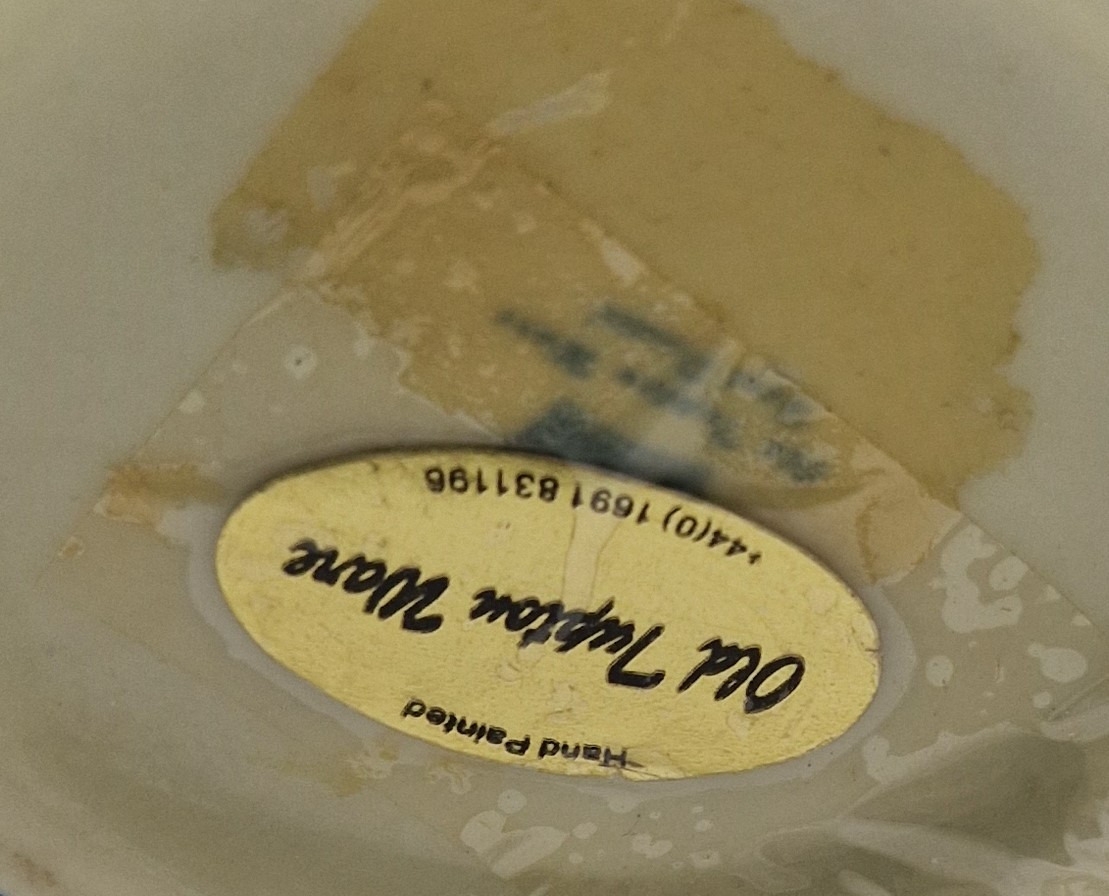 Hand Painted
Old Tupton Ware
+44(0) 1691 831196